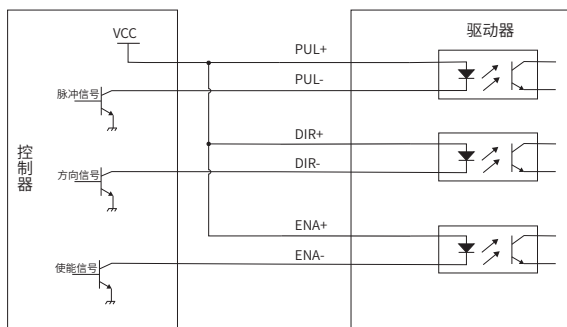 VCC
驱动器
PUL+
PUL-
脉冲信号
DIR+
DIR-
控制器
方向信号
ENA+
ENA-
使能信号